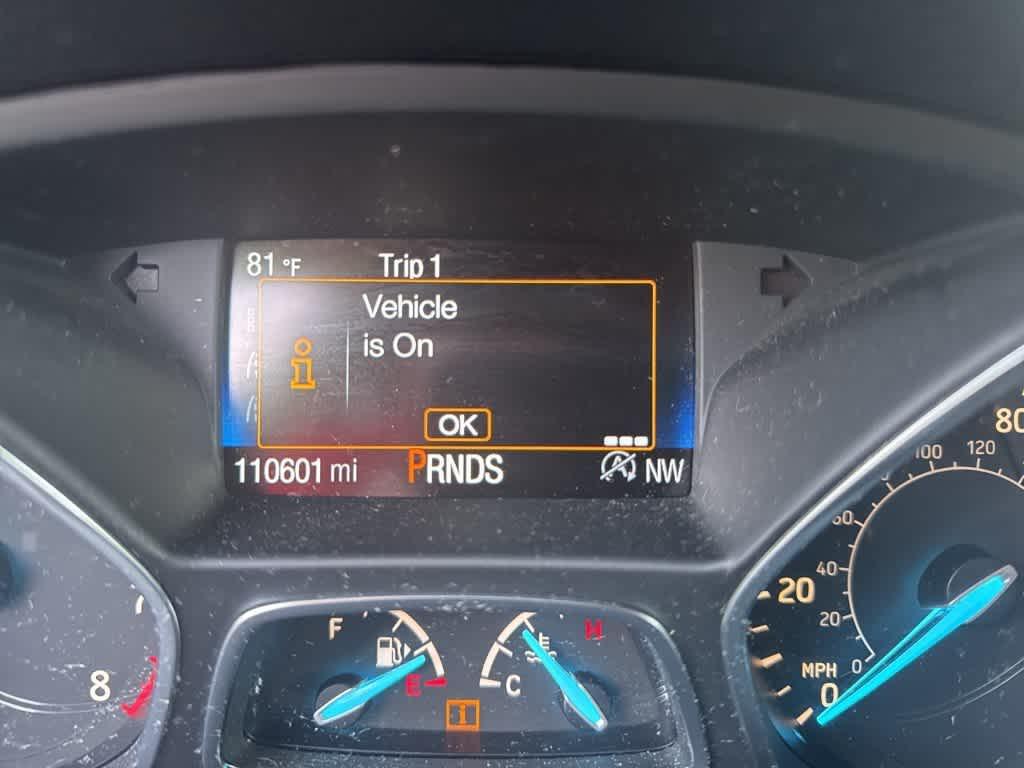 81 °F Trip 1
Vehicle
is On
i
OK
110601 mi PRNDS NW
F
E
H
C
i
8
80
20
MPH 0
0
20
40
60
100
120